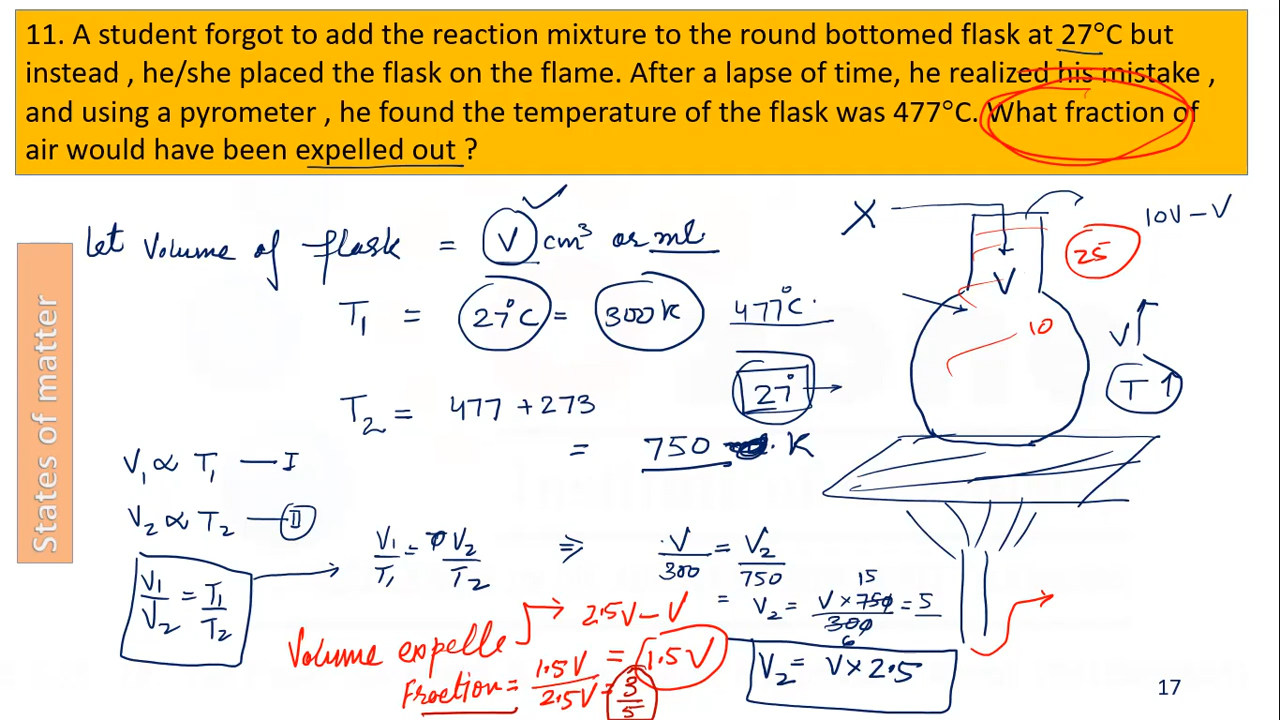 11. A student forgot to add the reaction mixture to the round bottomed flask at 27°C but
instead , he/she placed the flask on the flame. After a lapse of time, he realized his mistake ,
and using a pyrometer , he found the temperature of the flask was 477°C. What fraction of
air would have been expelled out ?
States of matter
Let Volume of flask = V cm³ or ml
T₁ = 27°C = 300 K
477°C.
T₂ = 477 + 273
= 750 K
27°
X
V
25
10V – V
10
V↑
T↑
V₁ ∝ T₁ — I
V₂ ∝ T₂ — II
V₁/V₂ = T₁/T₂
V₁/T₁ = V₂/T₂ ⇒ V/300 = V₂/750
= V₂ = V × 750/300 = 5
15
6
V₂ = V × 2.5
Volume expelle → 2.5V – V
= 1.5V
Fraction = 1.5V/2.5V = 3/5
17